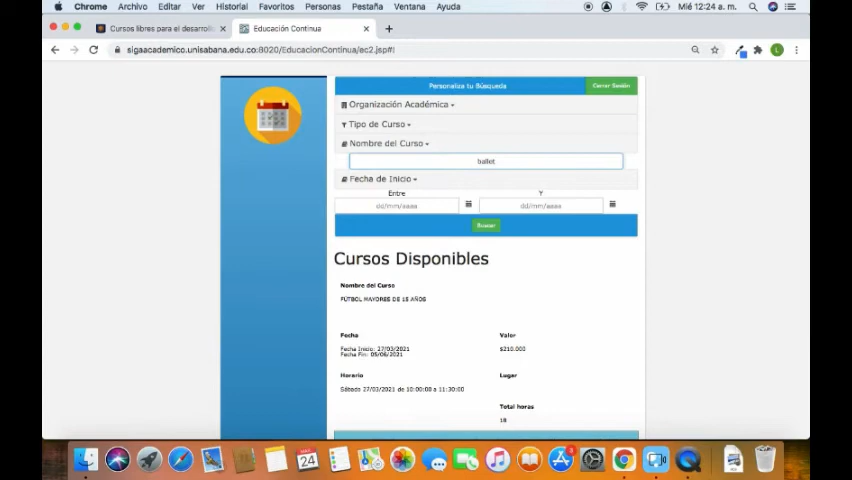 Chrome Archivo Editar Ver Historial Favoritos Personas Pestaña Ventana Ayuda Mié 12:24 a. m.
Cursos libres para el desarroll
Educación Continua
sigaacademico.unisabana.edu.co:8020/EducacionContinua/ec2.jsp#!
L
Personaliza tu Búsqueda
Cerrar Sesión
Organización Académica
Tipo de Curso
Nombre del Curso
ballet
Fecha de Inicio
Entre Y
dd/mm/aaaa dd/mm/aaaa
Buscar
Cursos Disponibles
Nombre del Curso
FÚTBOL MAYORES DE 15 AÑOS
Fecha Valor
Fecha Inicio: 27/03/2021 $210.000
Fecha Fin: 05/06/2021
Horario Lugar
Sábado 27/03/2021 de 10:00:00 a 11:30:00
Total horas
18
24